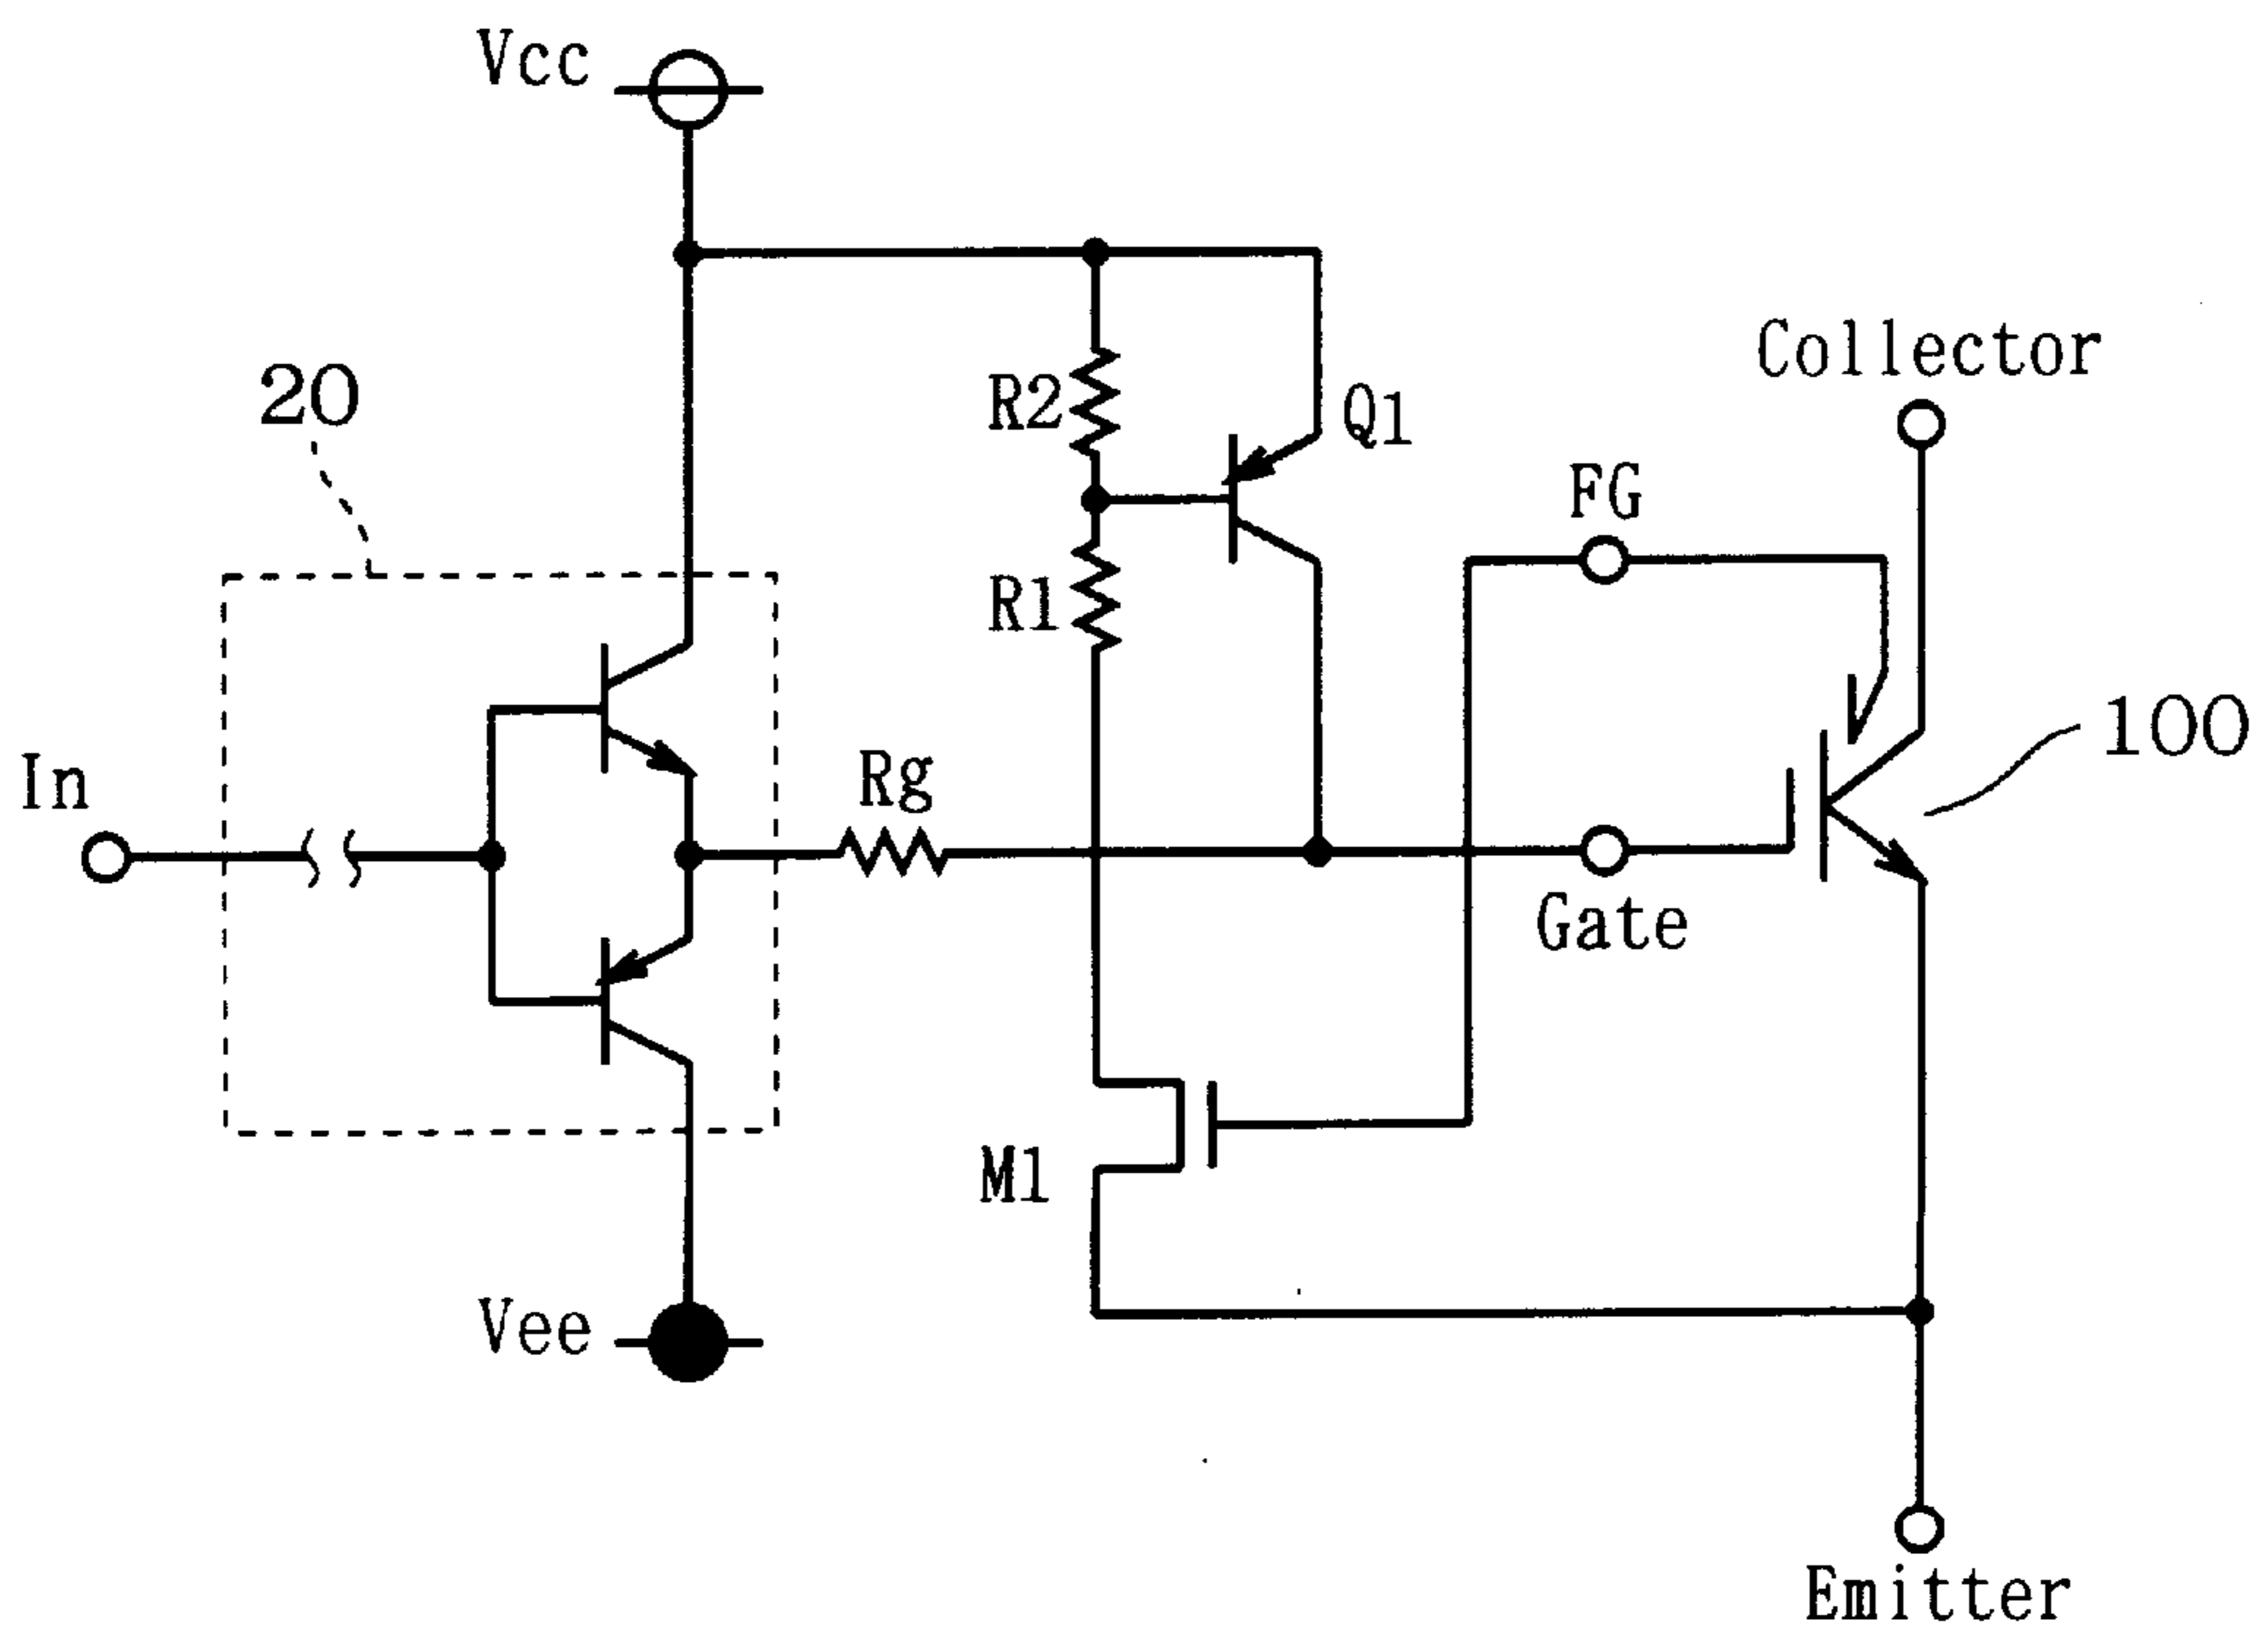 Vcc
Collector
20
R2
Q1
FG
R1
100
In
Rg
Gate
M1
Vee
Emitter